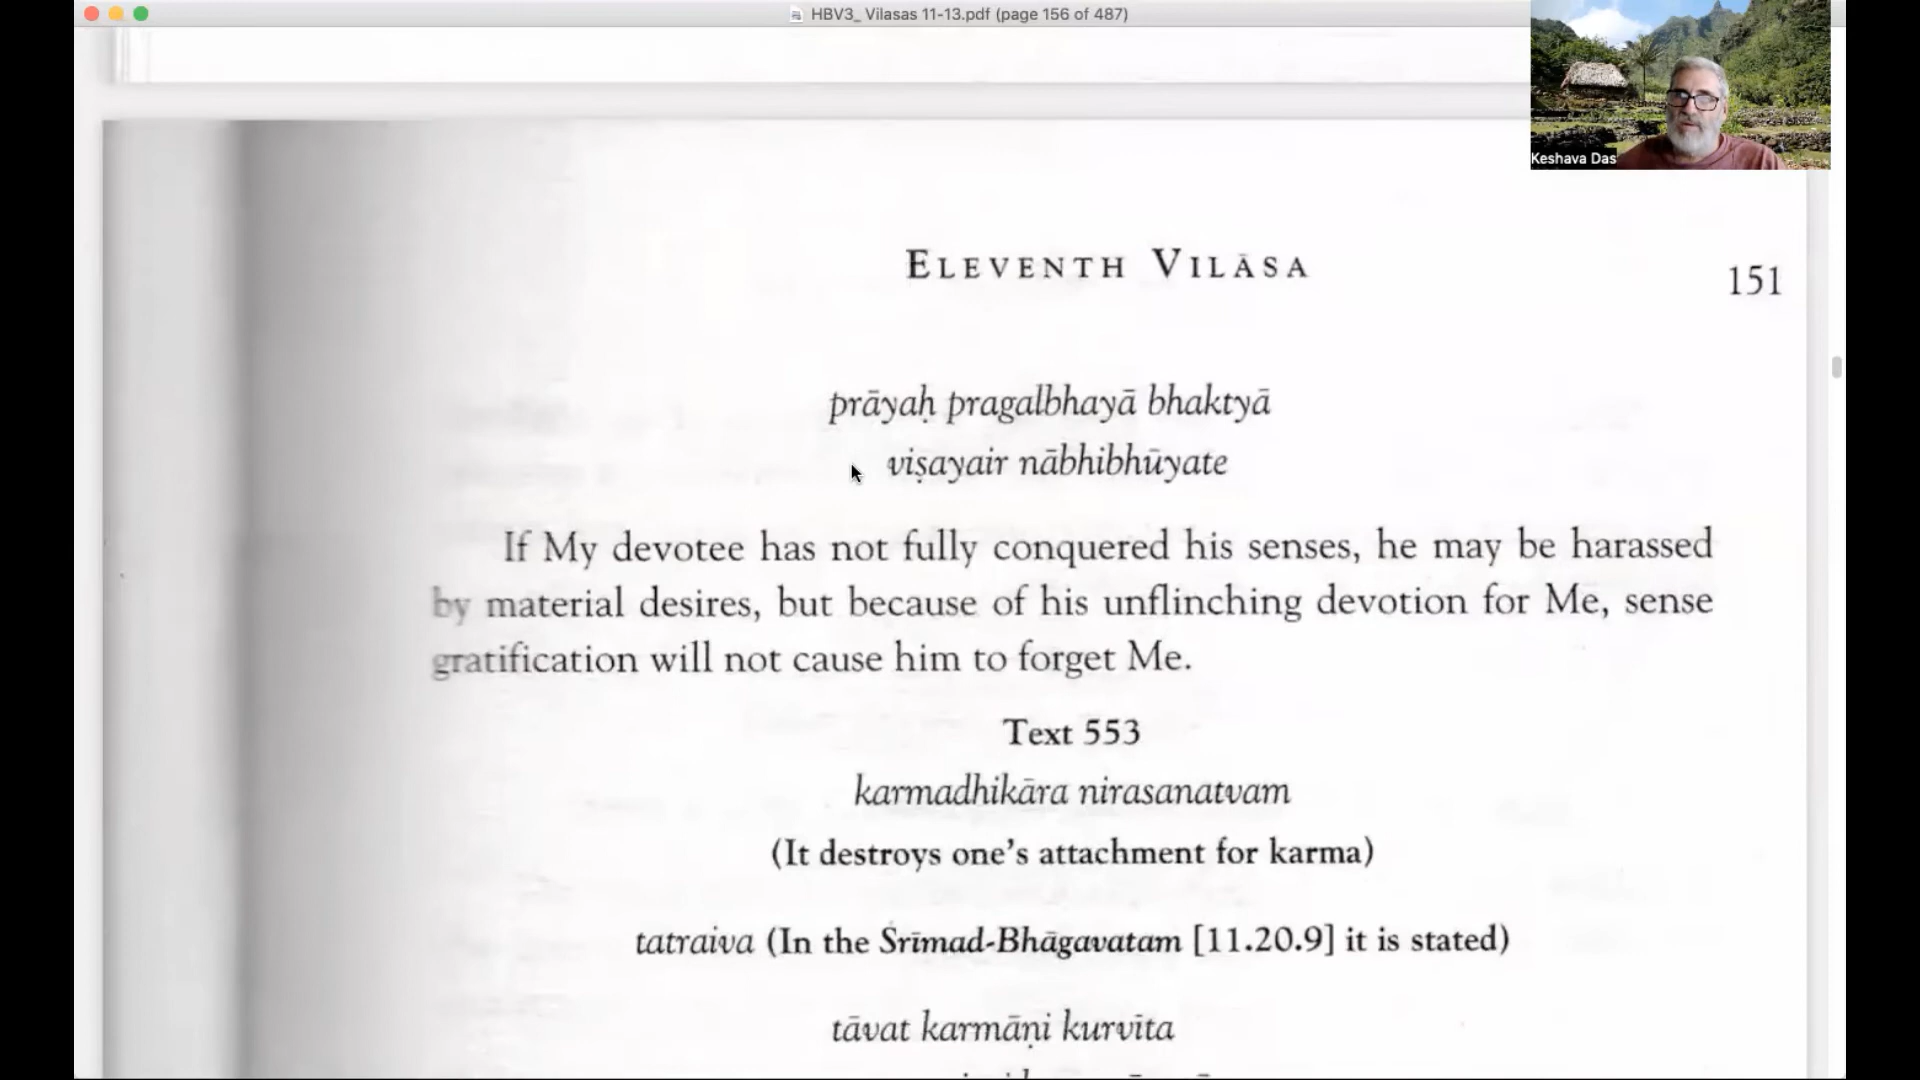 HBV3_ Vilasas 11-13.pdf (page 156 of 487)
Keshava Das
ELEVENTH VILĀSA
151
prāyaḥ pragalbhayā bhaktyā
viṣayair nābhibhūyate
If My devotee has not fully conquered his senses, he may be harassed
by material desires, but because of his unflinching devotion for Me, sense
gratification will not cause him to forget Me.
Text 553
karmadhikāra nirasanatvam
(It destroys one's attachment for karma)
tatraiva (In the Śrīmad-Bhāgavatam [11.20.9] it is stated)
tāvat karmāṇi kurvīta